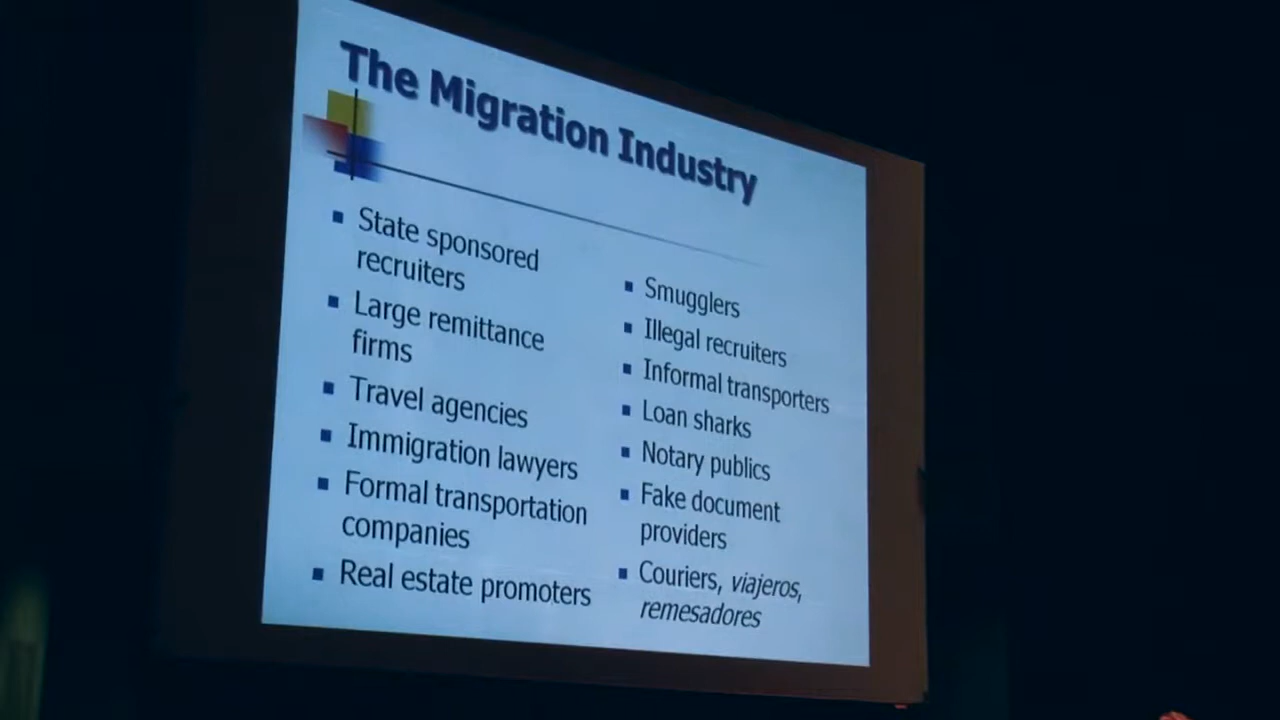 The Migration Industry
State sponsored
recruiters
Large remittance
firms
Travel agencies
Immigration lawyers
Formal transportation
companies
Real estate promoters
Smugglers
Illegal recruiters
Informal transporters
Loan sharks
Notary publics
Fake document
providers
Couriers, viajeros,
remesadores